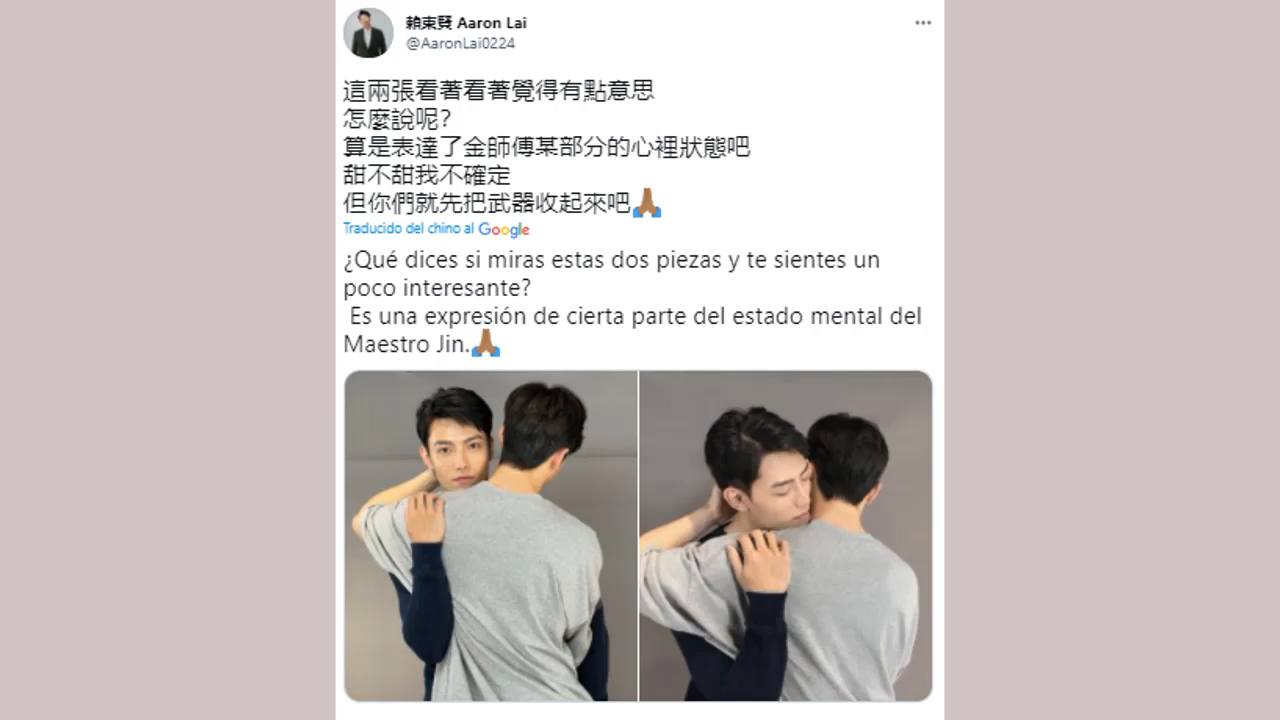 賴東賢 Aaron Lai
@AaronLai0224
這兩張看著看著覺得有點意思
怎麼說呢?
算是表達了金師傅某部分的心裡狀態吧
甜不甜我不確定
但你們就先把武器收起來吧🙏🏾
Traducido del chino al Google
¿Qué dices si miras estas dos piezas y te sientes un
poco interesante?
Es una expresión de cierta parte del estado mental del
Maestro Jin.🙏🏾